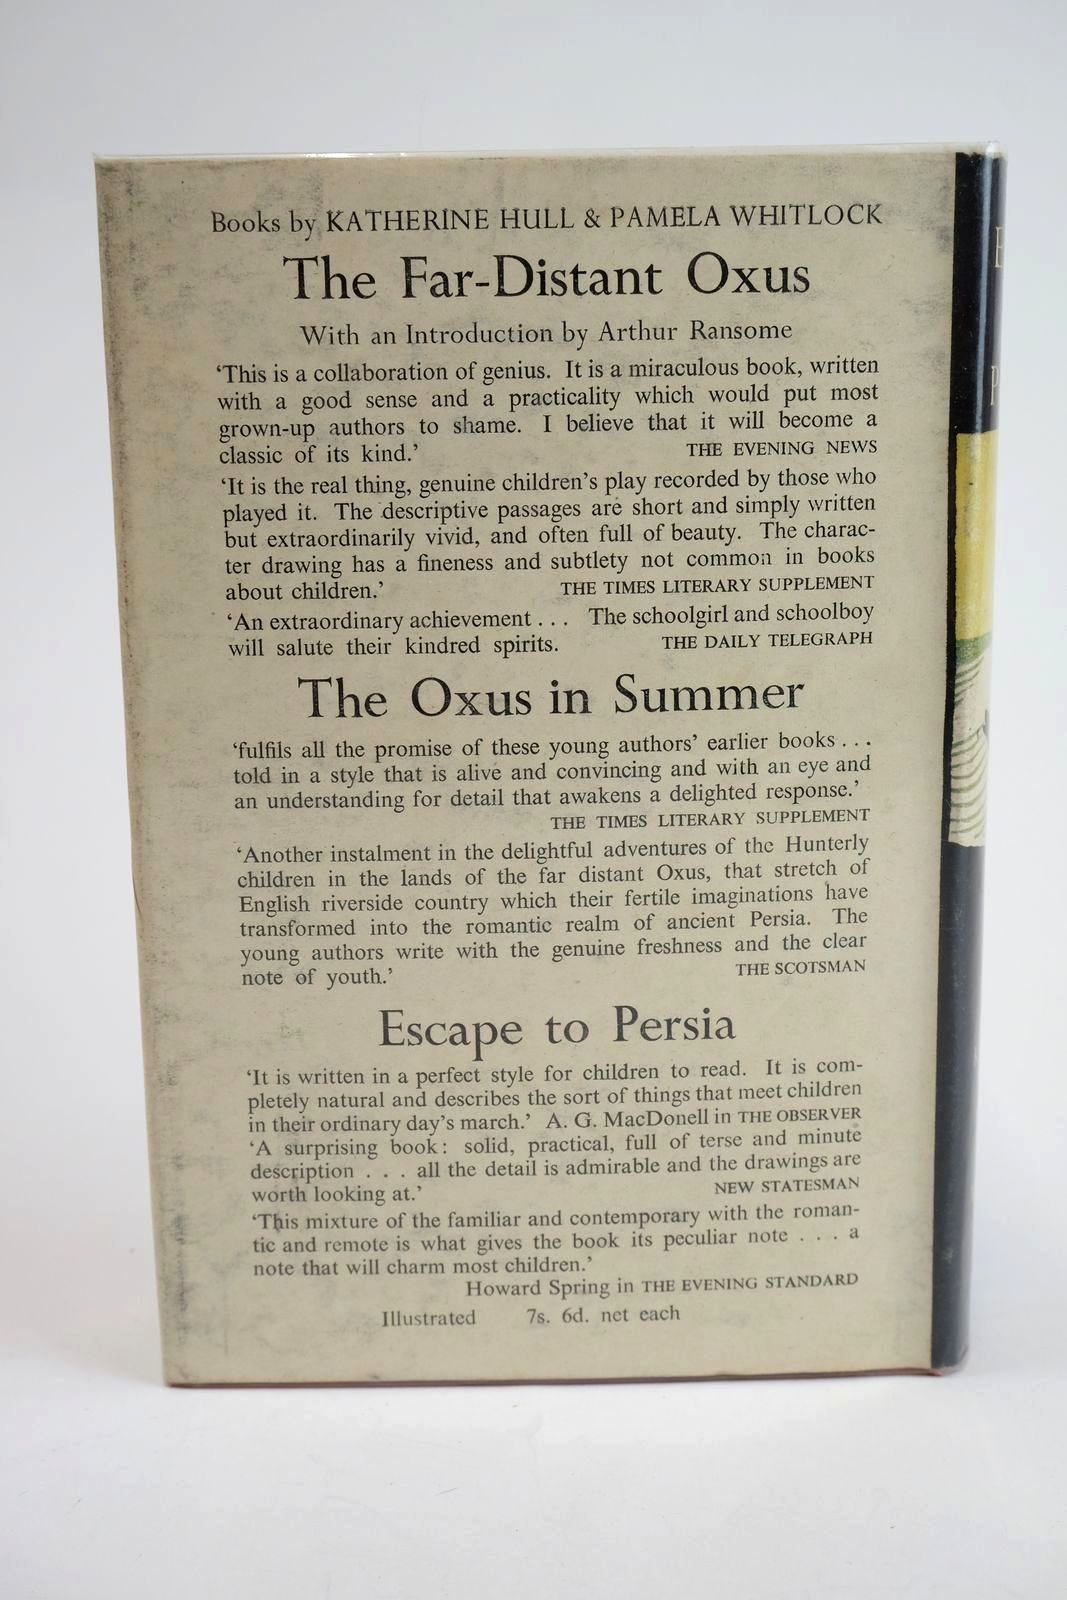 Books by KATHERINE HULL & PAMELA WHITLOCK
The Far-Distant Oxus
With an Introduction by Arthur Ransome
‘This is a collaboration of genius. It is a miraculous book, written
with a good sense and a practicality which would put most
grown-up authors to shame. I believe that it will become a
classic of its kind.’ THE EVENING NEWS
‘It is the real thing, genuine children’s play recorded by those who
played it. The descriptive passages are short and simply written
but extraordinarily vivid, and often full of beauty. The charac-
ter drawing has a fineness and subtlety not common in books
about children.’ THE TIMES LITERARY SUPPLEMENT
‘An extraordinary achievement . . . The schoolgirl and schoolboy
will salute their kindred spirits. THE DAILY TELEGRAPH
The Oxus in Summer
‘fulfils all the promise of these young authors’ earlier books . . .
told in a style that is alive and convincing and with an eye and
an understanding for detail that awakens a delighted response.’
THE TIMES LITERARY SUPPLEMENT
‘Another instalment in the delightful adventures of the Hunterly
children in the lands of the far distant Oxus, that stretch of
English riverside country which their fertile imaginations have
transformed into the romantic realm of ancient Persia. The
young authors write with the genuine freshness and the clear
note of youth.’ THE SCOTSMAN
Escape to Persia
‘It is written in a perfect style for children to read. It is com-
pletely natural and describes the sort of things that meet children
in their ordinary day’s march.’ A. G. MacDonell in THE OBSERVER
‘A surprising book: solid, practical, full of terse and minute
description . . . all the detail is admirable and the drawings are
worth looking at.’ NEW STATESMAN
‘This mixture of the familiar and contemporary with the roman-
tic and remote is what gives the book its peculiar note . . . a
note that will charm most children.’
Howard Spring in THE EVENING STANDARD
Illustrated 7s. 6d. net each